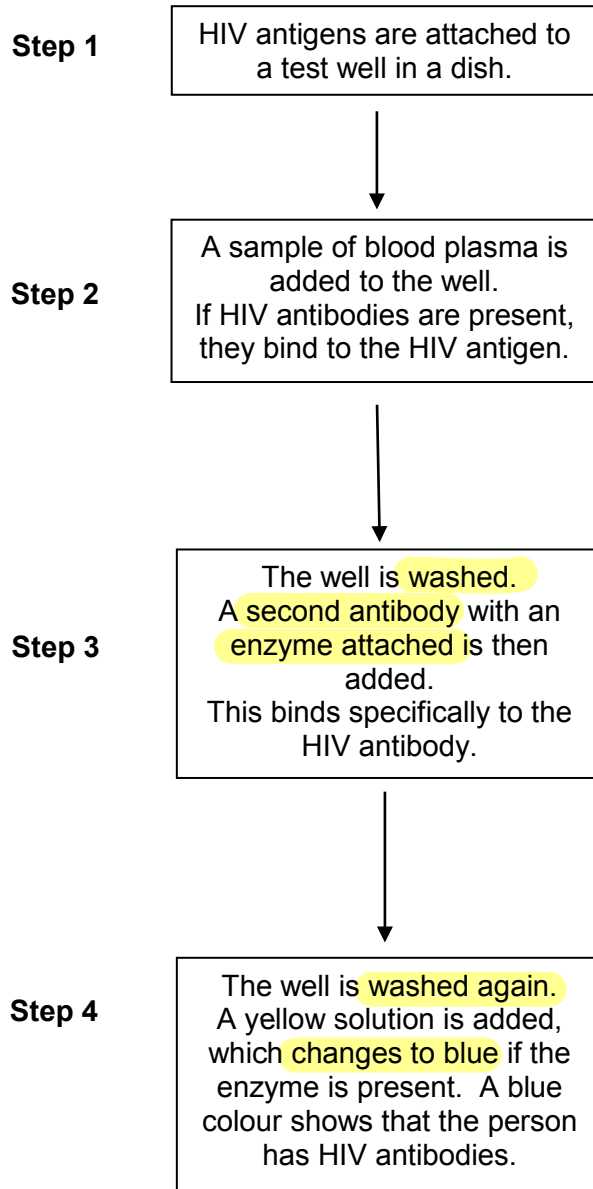 Step 1
HIV antigens are attached to
a test well in a dish.
Step 2
A sample of blood plasma is
added to the well.
If HIV antibodies are present,
they bind to the HIV antigen.
Step 3
The well is washed.
A second antibody with an
enzyme attached is then
added.
This binds specifically to the
HIV antibody.
Step 4
The well is washed again.
A yellow solution is added,
which changes to blue if the
enzyme is present.  A blue
colour shows that the person
has HIV antibodies.